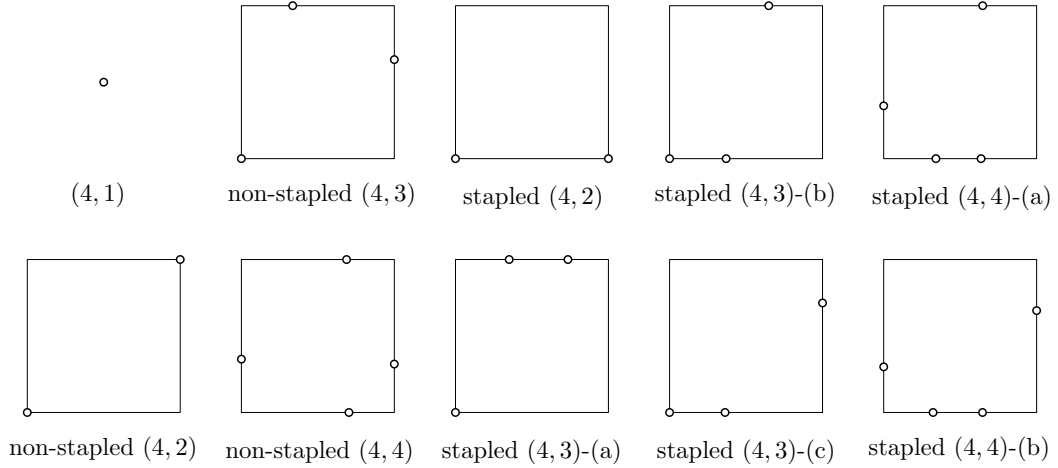 (4, 1)
non-stapled (4, 3)
stapled (4, 2)
stapled (4, 3)-(b)
stapled (4, 4)-(a)
non-stapled (4, 2)
non-stapled (4, 4)
stapled (4, 3)-(a)
stapled (4, 3)-(c)
stapled (4, 4)-(b)